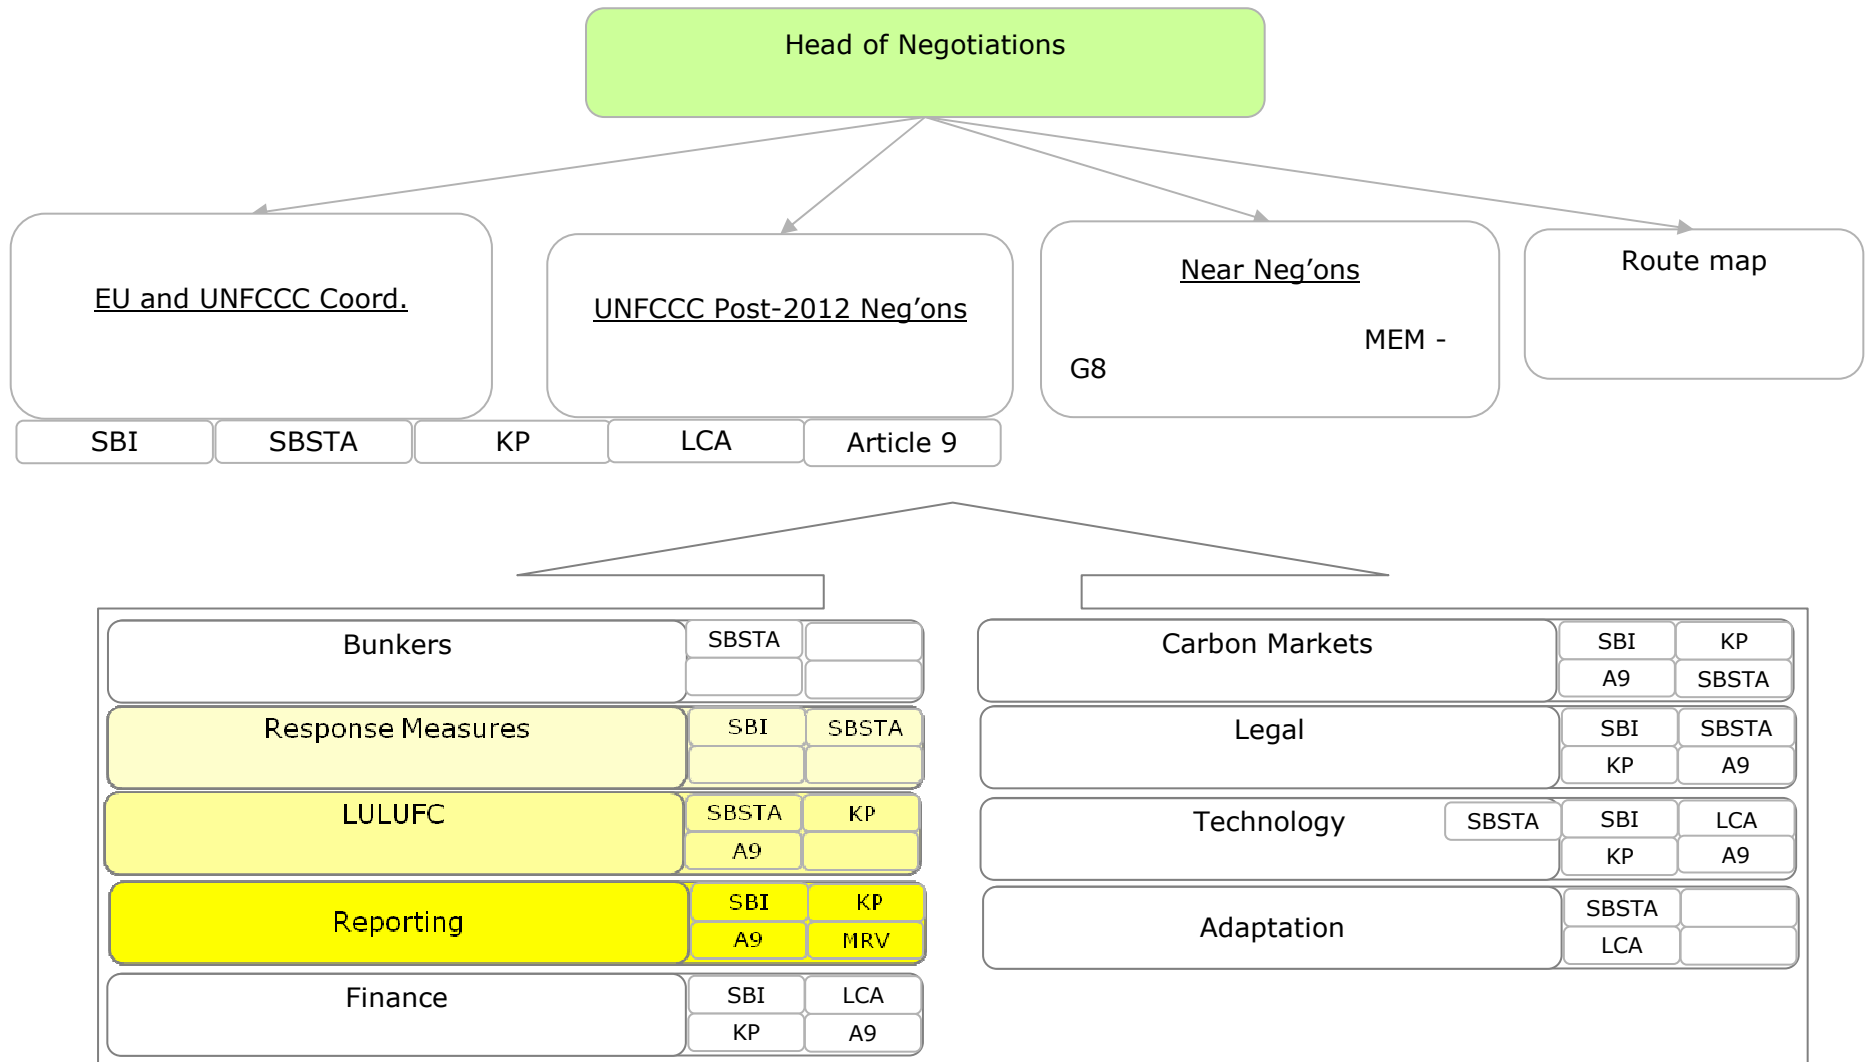 Head of Negotiations
EU and UNFCCC Coord.
UNFCCC Post-2012 Neg’ons
Near Neg’ons
MEM -
G8
Route map
SBI
SBSTA
KP
LCA
Article 9
Bunkers
SBSTA
Response Measures
SBI
SBSTA
LULUFC
SBSTA
KP
A9
Reporting
SBI
KP
A9
MRV
Finance
SBI
LCA
KP
A9
Carbon Markets
SBI
KP
A9
SBSTA
Legal
SBI
SBSTA
KP
A9
Technology
SBSTA
SBI
LCA
KP
A9
Adaptation
SBSTA
LCA